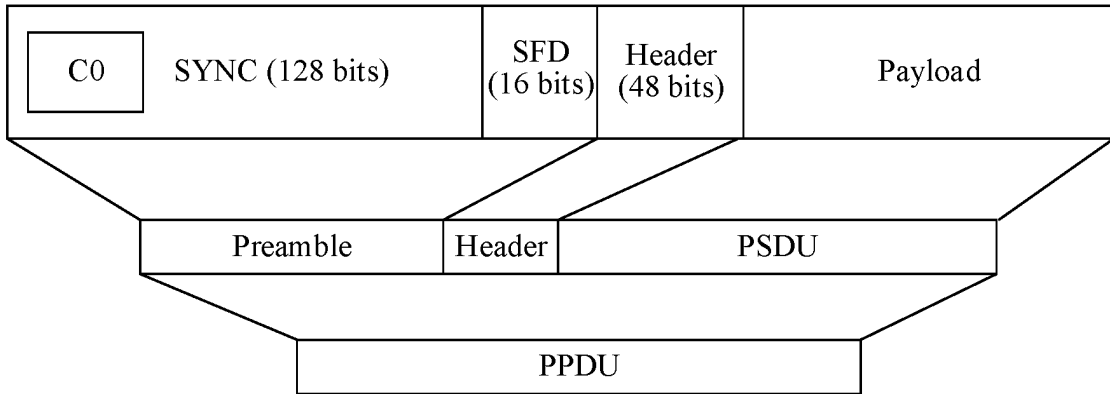 C0
SYNC (128 bits)
SFD
(16 bits)
Header
(48 bits)
Payload
Preamble
Header
PSDU
PPDU